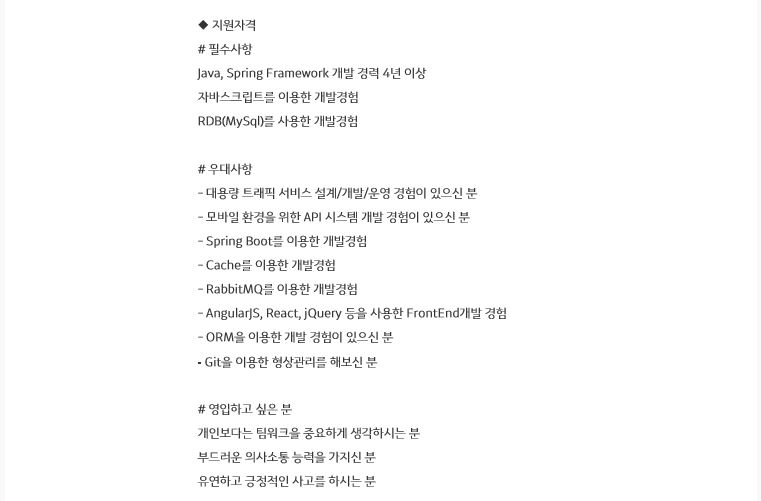 ◆ 지원자격
# 필수사항
Java, Spring Framework 개발 경력 4년 이상
자바스크립트를 이용한 개발경험
RDB(MySql)를 사용한 개발경험
# 우대사항
- 대용량 트래픽 서비스 설계/개발/운영 경험이 있으신 분
- 모바일 환경을 위한 API 시스템 개발 경험이 있으신 분
- Spring Boot를 이용한 개발경험
- Cache를 이용한 개발경험
- RabbitMQ를 이용한 개발경험
- AngularJS, React, jQuery 등을 사용한 FrontEnd개발 경험
- ORM을 이용한 개발 경험이 있으신 분
- Git을 이용한 형상관리를 해보신 분
# 영입하고 싶은 분
개인보다는 팀워크을 중요하게 생각하시는 분
부드러운 의사소통 능력을 가지신 분
유연하고 긍정적인 사고를 하시는 분